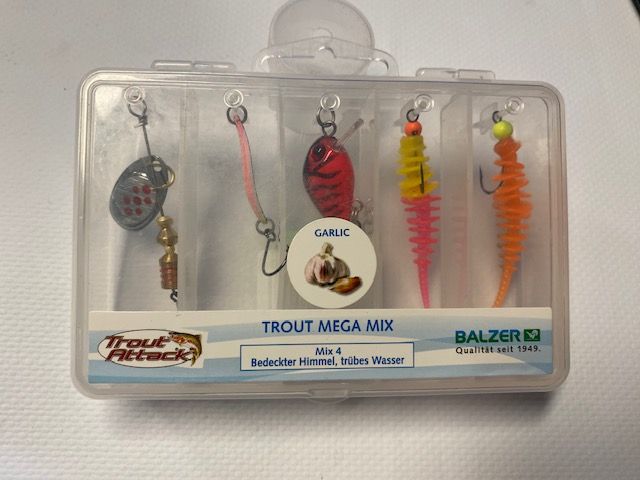 GARLIC
TROUT MEGA MIX
Trout
Attack
Mix 4
Bedeckter Himmel, trübes Wasser
BALZER
Qualität seit 1949.